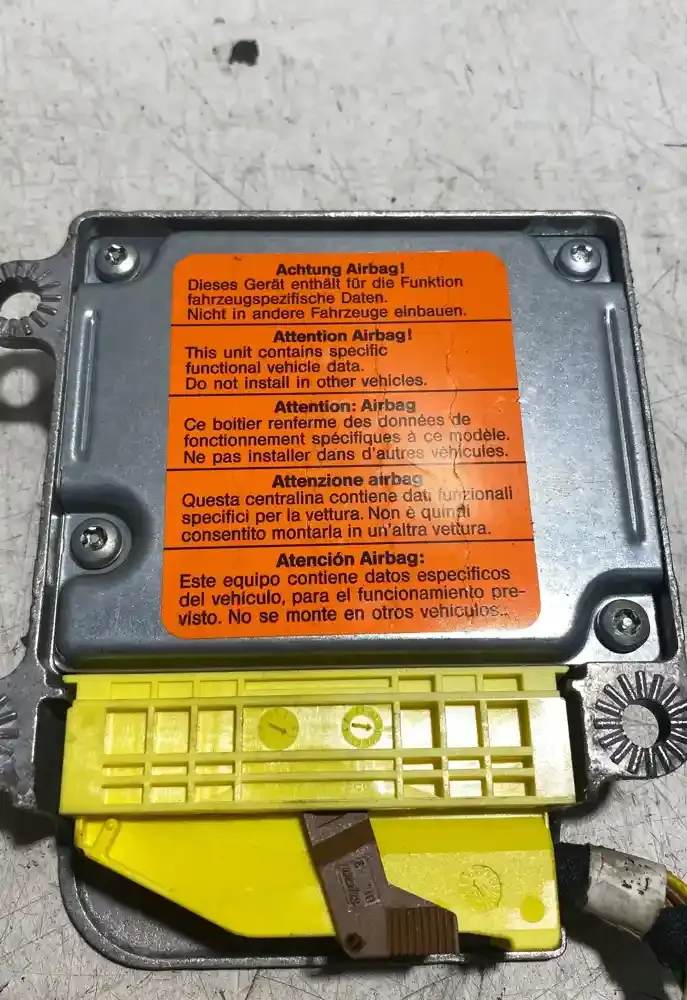 Achtung Airbag!
Dieses Gerät enthält für die Funktion
fahrzeugspezifische Daten.
Nicht in andere Fahrzeuge einbauen.
Attention Airbag!
This unit contains specific
functional vehicle data.
Do not install in other vehicles.
Attention: Airbag
Ce boitier renferme des données de
fonctionnement spécifiques à ce modèle.
Ne pas installer dans d'autres véhicules.
Attenzione airbag
Questa centralina contiene dati funzionali
specifici per la vettura. Non è quindi
consentito montarla in un'altra vettura.
Atención Airbag:
Este equipo contiene datos especificos
del vehículo, para el funcionamiento pre-
visto. No se monte en otros vehículos.